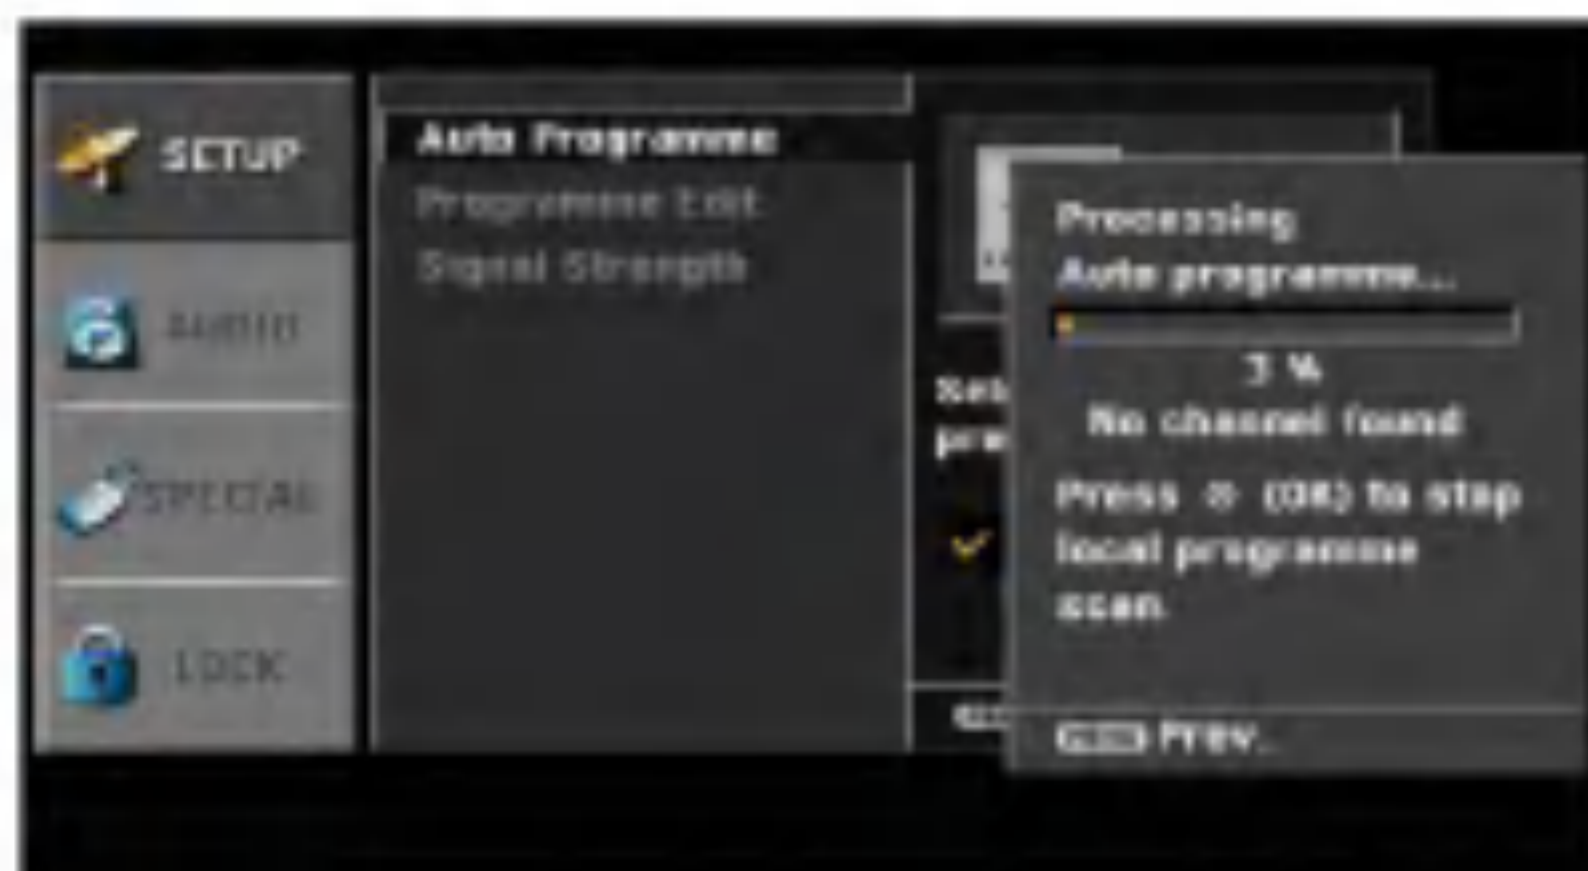 SETUP
AUDIO
SPECIAL
LOCK
Auto Programme
Programme Edit
Signal Strength
Processing
Auto programme...
3 %
No channel found
Press ⊙ (OK) to stop
local programme
scan.
Prev.